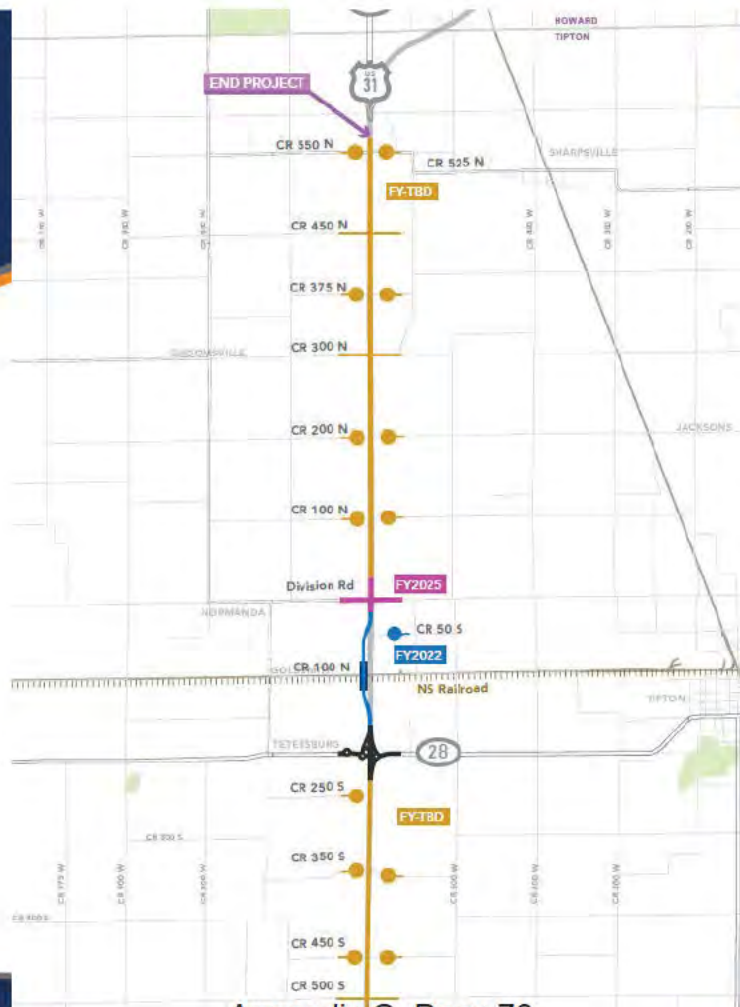 HOWARD
TIPTON
US
31
END PROJECT
CR 550 N
CR 525 N
SHARPSVILLE
FY-TBD
CR 450 N
CR 375 N
CR 300 N
CR 200 N
JACKSONS
CR 100 N
Division Rd
FY2025
NORMANDA
CR 50 S
FY2022
CR 100 N
NS Railroad
TIPTON
TETERSBURG
28
CR 250 S
FY-TBD
CR 350 S
CR 450 S
CR 500 S